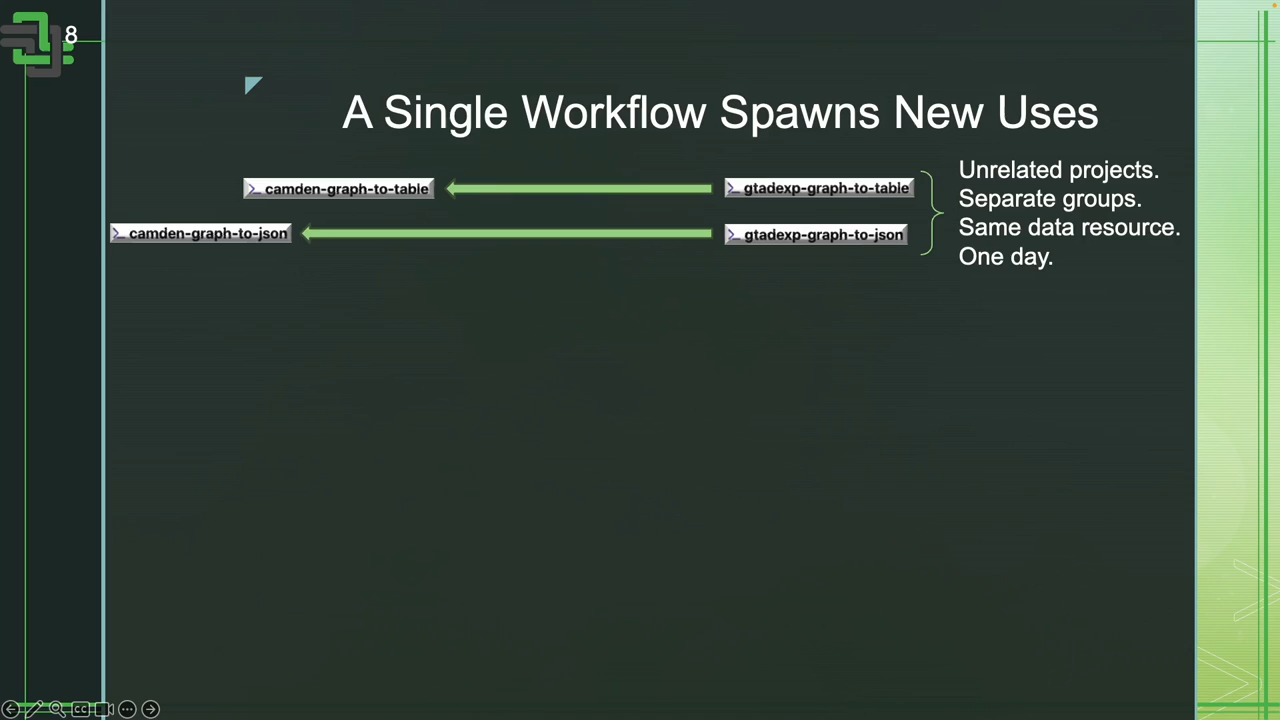 8
A Single Workflow Spawns New Uses
camden-graph-to-table
gtadexp-graph-to-table
camden-graph-to-json
gtadexp-graph-to-json
Unrelated projects.
Separate groups.
Same data resource.
One day.
CC